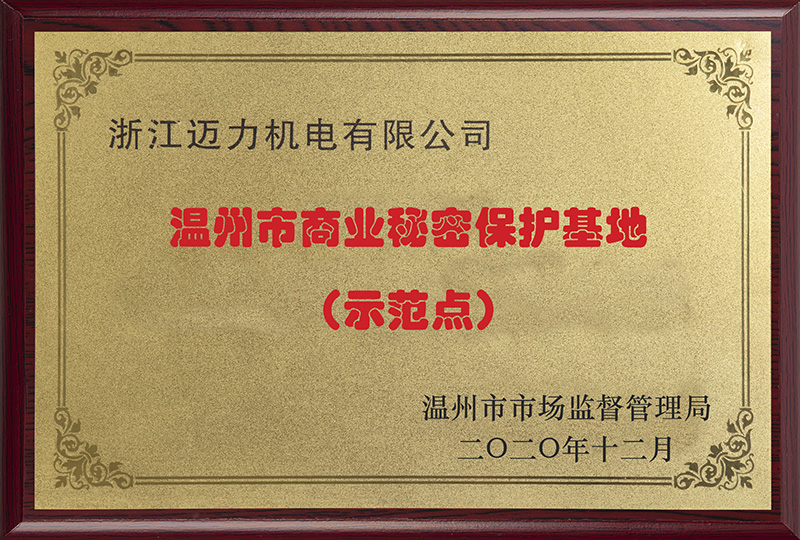 浙江迈力机电有限公司
温州市商业秘密保护基地
（示范点）
温州市市场监督管理局
二〇二〇年十二月